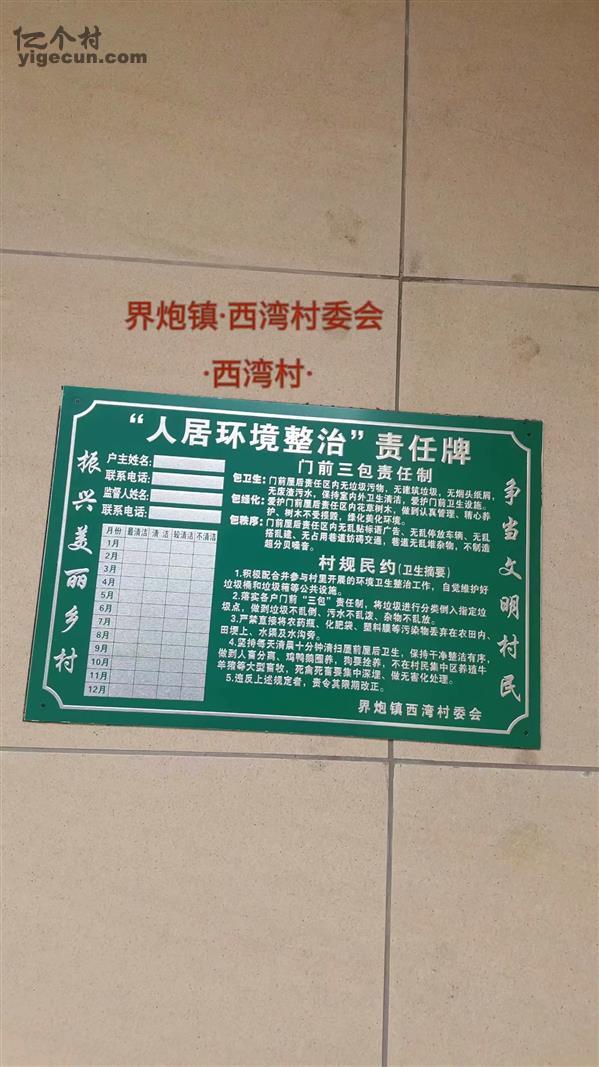 亿个村
yigecun.com
界炮镇·西湾村委会
·西湾村·
“人居环境整治”责任牌
振兴美丽乡村
户主姓名:
联系电话:
监督人姓名:
联系电话:
月份 最清洁 清洁 较清洁 不清洁
1月
2月
3月
4月
5月
6月
7月
8月
9月
10月
11月
12月
门前三包责任制
包卫生：门前屋后责任区内无垃圾污物，无建筑垃圾，无烟头纸屑，
无废渣污水，保持室内外卫生清洁，爱护门前卫生设施。
包绿化：爱护门前屋后责任区内花草树木，做到认真管理、精心养
护、树木不受损毁，绿化美化环境。
包秩序：门前屋后责任区内无乱贴标语广告、无乱停放车辆、无乱
搭乱建、无占用巷道妨碍交通，巷道无乱堆杂物，不制造
超分贝噪音。
村规民约(卫生摘要)
1.积极配合并参与村里开展的环境卫生整治工作，自觉维护好
垃圾桶和垃圾箱等公共设施。
2.落实各户门前“三包”责任制，将垃圾进行分类倒入指定垃
圾点，做到垃圾不乱倒、污水不乱泼、杂物不乱放。
3.严禁直接将农药瓶、化肥袋、塑料膜等污染物丢弃在农田内、
田埂上、水渠及水沟旁。
4.坚持每天清晨十分钟清扫屋前屋后卫生，保持干净整洁有序，
做到人畜分离、鸡鸭鹅圈养，狗要拴养，不在村民集中区养殖牛
羊猪等大型畜牧，死禽死畜要集中深埋、做无害化处理。
5.违反上述规定者，责令其限期改正。
界炮镇西湾村委会
争当文明村民